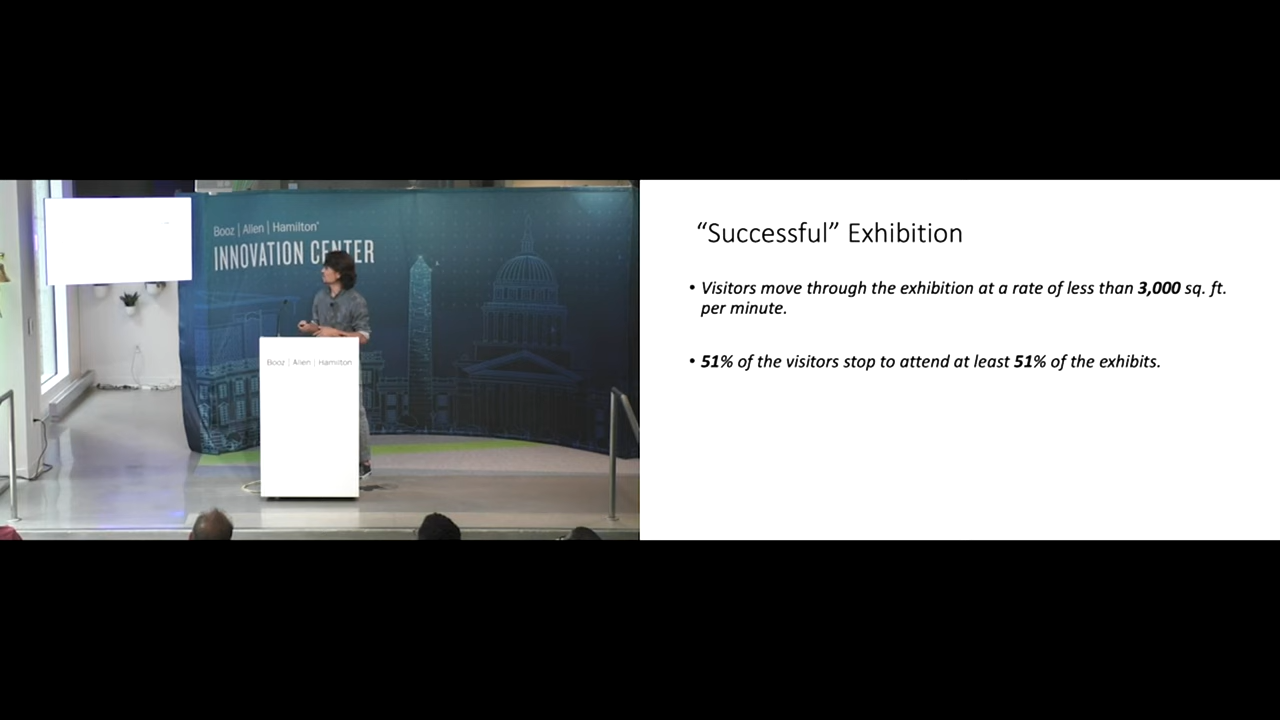 Booz | Allen | Hamilton®
INNOVATION CENTER
Booz | Allen | Hamilton
“Successful” Exhibition
• Visitors move through the exhibition at a rate of less than 3,000 sq. ft.
per minute.
• 51% of the visitors stop to attend at least 51% of the exhibits.